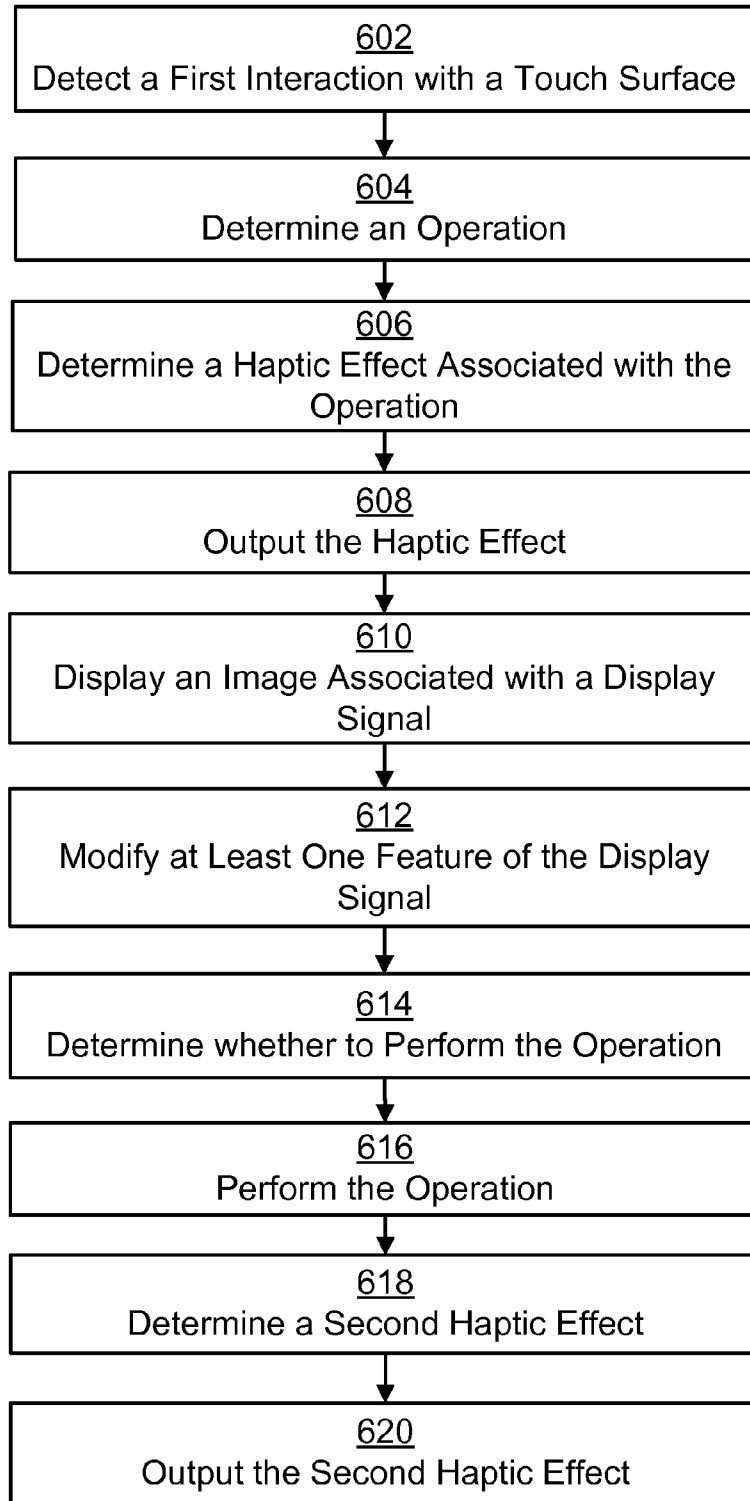 602
Detect a First Interaction with a Touch Surface
604
Determine an Operation
606
Determine a Haptic Effect Associated with the
Operation
608
Output the Haptic Effect
610
Display an Image Associated with a Display
Signal
612
Modify at Least One Feature of the Display
Signal
614
Determine whether to Perform the Operation
616
Perform the Operation
618
Determine a Second Haptic Effect
620
Output the Second Haptic Effect